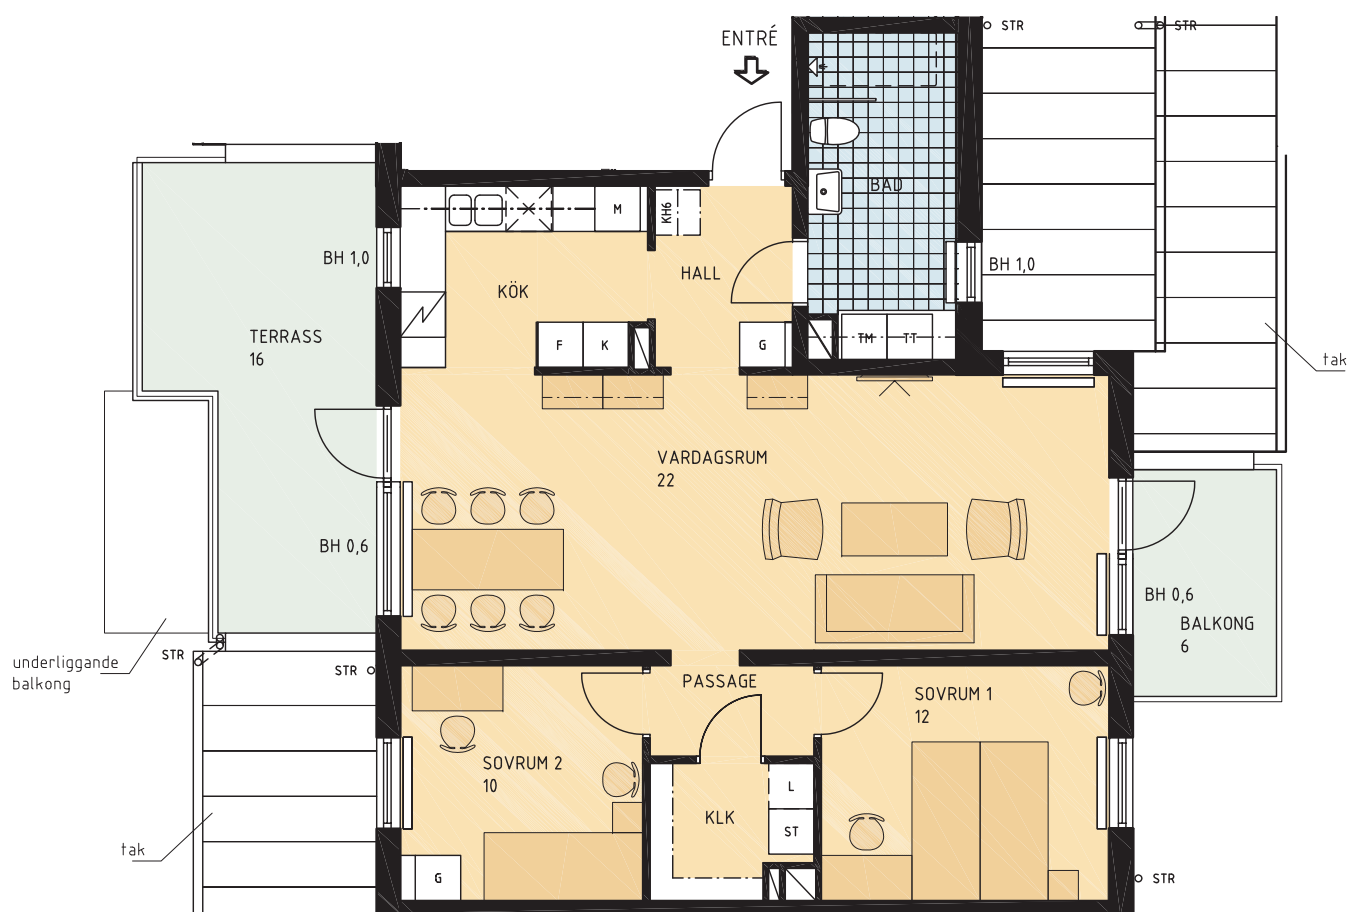 ENTRÉ
STR
STR
BAD
M
KH6
HALL
BH 1,0
KÖK
BH 1,0
TERRASS
16
F
K
G
TM
TT
tak
VARDAGSRUM
22
BH 0,6
BH 0,6
BALKONG
6
underliggande
balkong
STR
STR
PASSAGE
SOVRUM 1
12
SOVRUM 2
10
L
KLK
ST
tak
G
STR